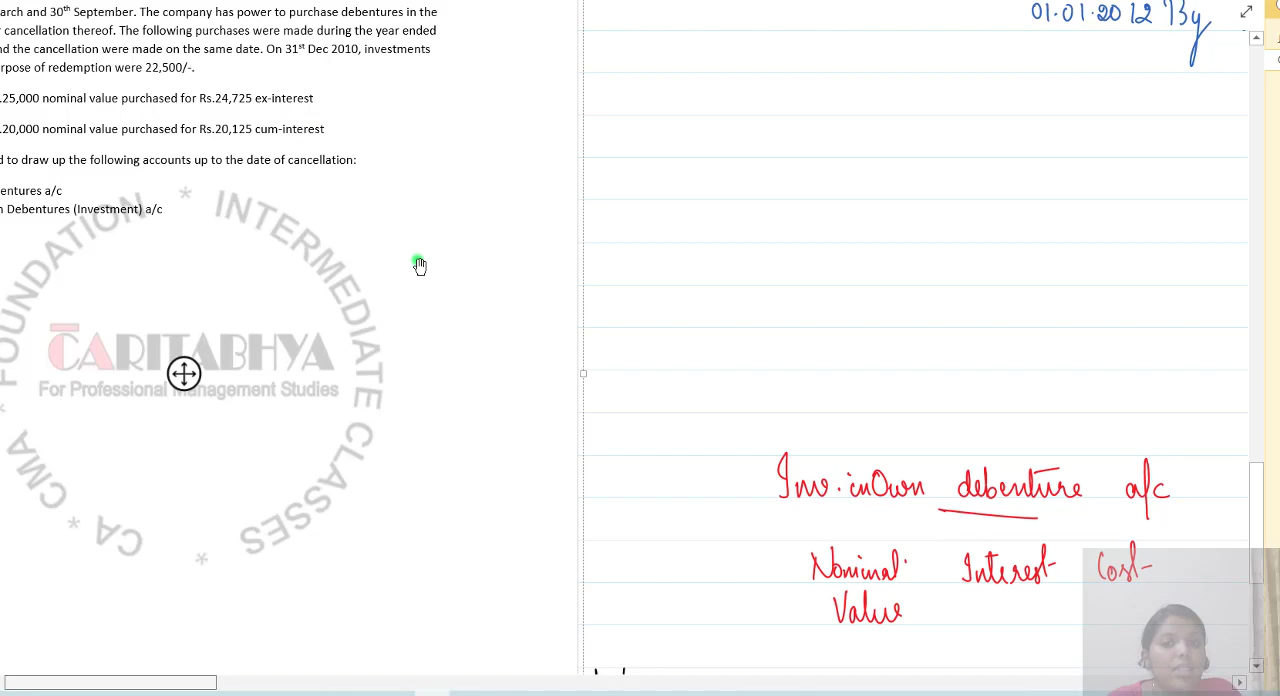 arch and 30th September. The company has power to purchase debentures in the
cancellation thereof. The following purchases were made during the year ended
nd the cancellation were made on the same date. On 31st Dec 2010, investments
rpose of redemption were 22,500/-.
.25,000 nominal value purchased for Rs.24,725 ex-interest
.20,000 nominal value purchased for Rs.20,125 cum-interest
d to draw up the following accounts up to the date of cancellation:
entures a/c
n Debentures (Investment) a/c
FOUNDATION * INTERMEDIATE CLASSES * CA * CMA
CARITABHYA
For Professional Management Studies
01.01.2012 By
Inv. in Own debenture a/c
Nominal Interest Cost
Value